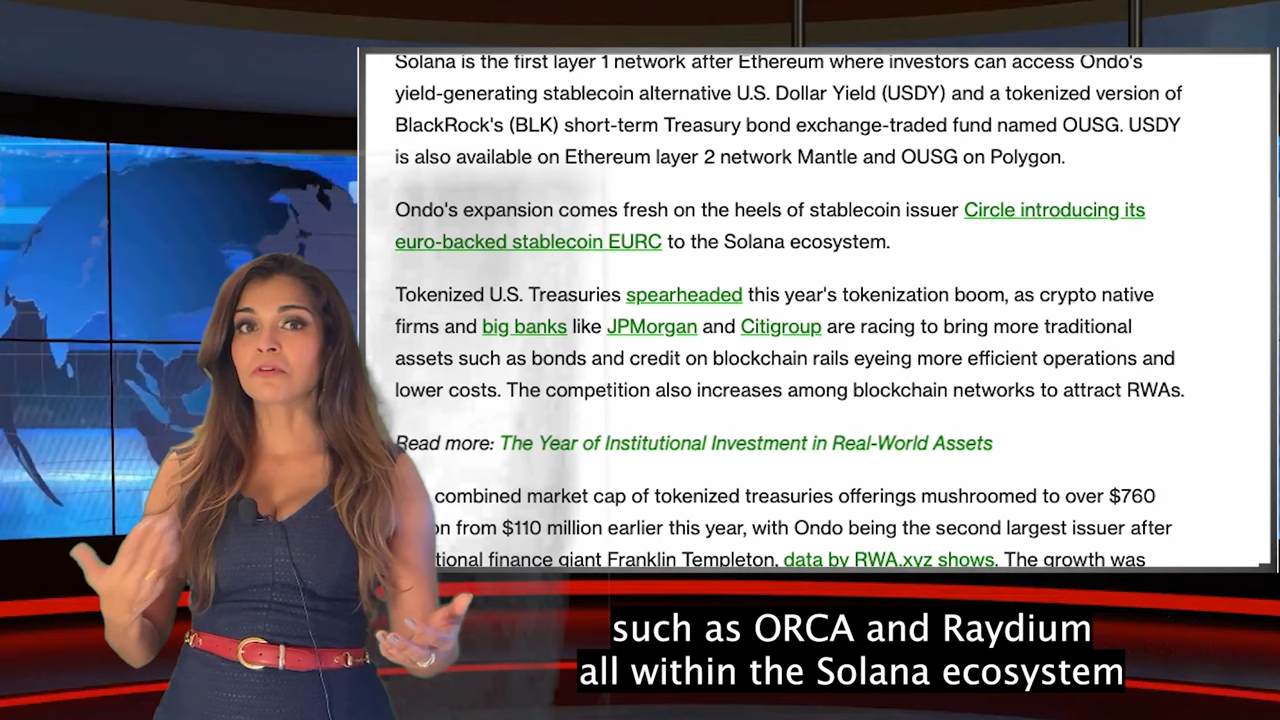 Solana is the first layer 1 network after Ethereum where investors can access Ondo's
yield-generating stablecoin alternative U.S. Dollar Yield (USDY) and a tokenized version of
BlackRock's (BLK) short-term Treasury bond exchange-traded fund named OUSG. USDY
is also available on Ethereum layer 2 network Mantle and OUSG on Polygon.
Ondo's expansion comes fresh on the heels of stablecoin issuer Circle introducing its
euro-backed stablecoin EURC to the Solana ecosystem.
Tokenized U.S. Treasuries spearheaded this year's tokenization boom, as crypto native
firms and big banks like JPMorgan and Citigroup are racing to bring more traditional
assets such as bonds and credit on blockchain rails eyeing more efficient operations and
lower costs. The competition also increases among blockchain networks to attract RWAs.
Read more: The Year of Institutional Investment in Real-World Assets
combined market cap of tokenized treasuries offerings mushroomed to over $760
from $110 million earlier this year, with Ondo being the second largest issuer after
finance giant Franklin Templeton, data by RWA.xyz shows. The growth was
such as ORCA and Raydium
all within the Solana ecosystem